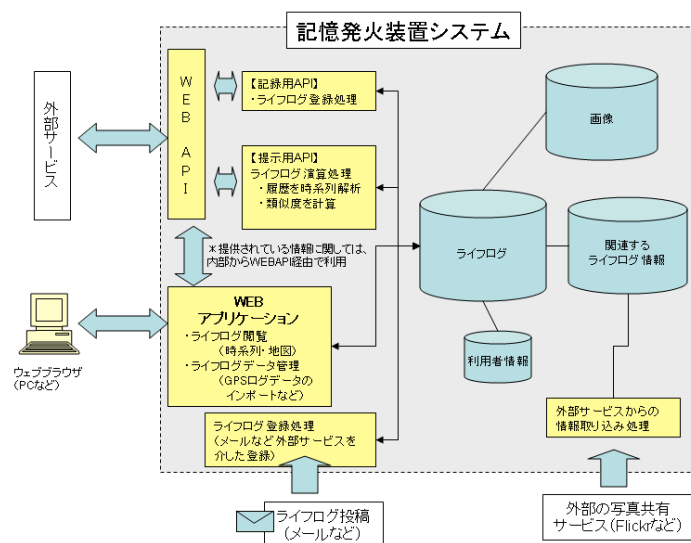 記憶発火装置システム
外部サービス
WEB API
【記録用API】
・ライフログ登録処理
【提示用API】
ライフログ演算処理
・履歴を時系列解析
・類似度を計算
＊提供されている情報に関しては、
内部からWEBAPI経由で利用
画像
ライフログ
関連する
ライフログ情報
利用者情報
WEB
アプリケーション
・ライフログ閲覧
（時系列・地図）
・ライフログデータ管理
（GPSログデータの
インポートなど）
ウェブブラウザ
（PCなど）
ライフログ登録処理
（メールなど外部サービスを
介した登録）
外部サービスからの
情報取り込み処理
ライフログ投稿
（メールなど）
外部の写真共有
サービス（Flickrなど）